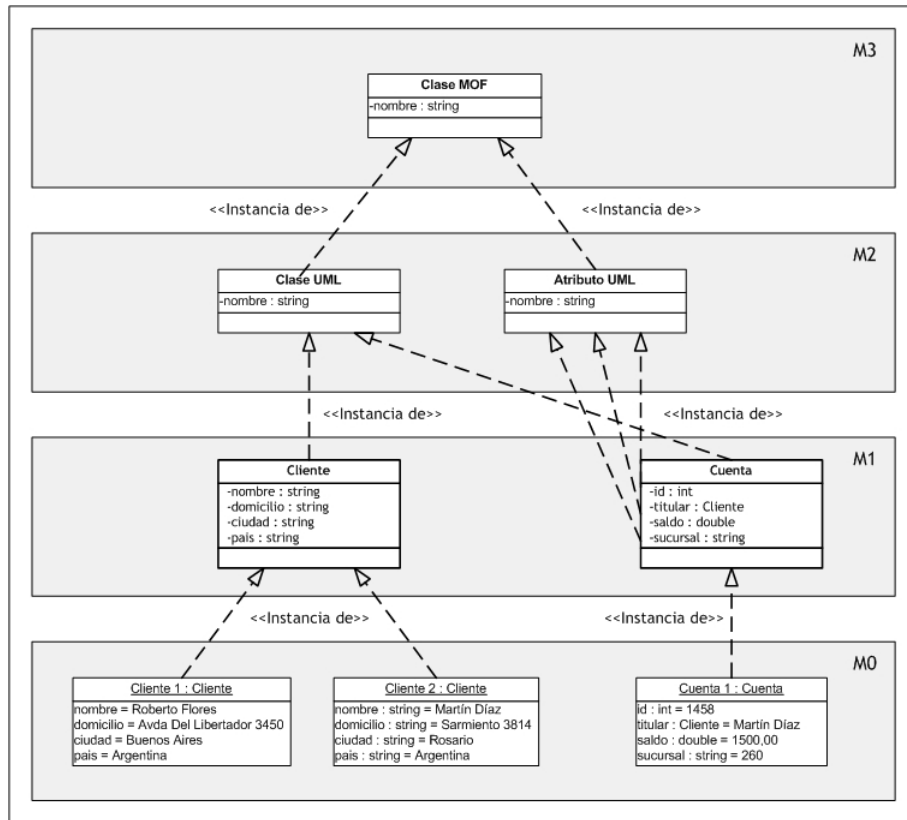 M3
Clase MOF
-nombre : string
<<Instancia de>>
<<Instancia de>>
M2
Clase UML
-nombre : string
Atributo UML
-nombre : string
<<Instancia de>>
<<Instancia de>>
M1
Cliente
-nombre : string
-domicilio : string
-ciudad : string
-pais : string
Cuenta
-id : int
-titular : Cliente
-saldo : double
-sucursal : string
<<Instancia de>>
<<Instancia de>>
M0
Cliente 1 : Cliente
nombre = Roberto Flores
domicilio = Avda Del Libertador 3450
ciudad = Buenos Aires
pais = Argentina
Cliente 2 : Cliente
nombre : string = Martín Díaz
domicilio : string = Sarmiento 3814
ciudad : string = Rosario
pais : string = Argentina
Cuenta 1 : Cuenta
id : int = 1458
titular : Cliente = Martín Díaz
saldo : double = 1500,00
sucursal : string = 260